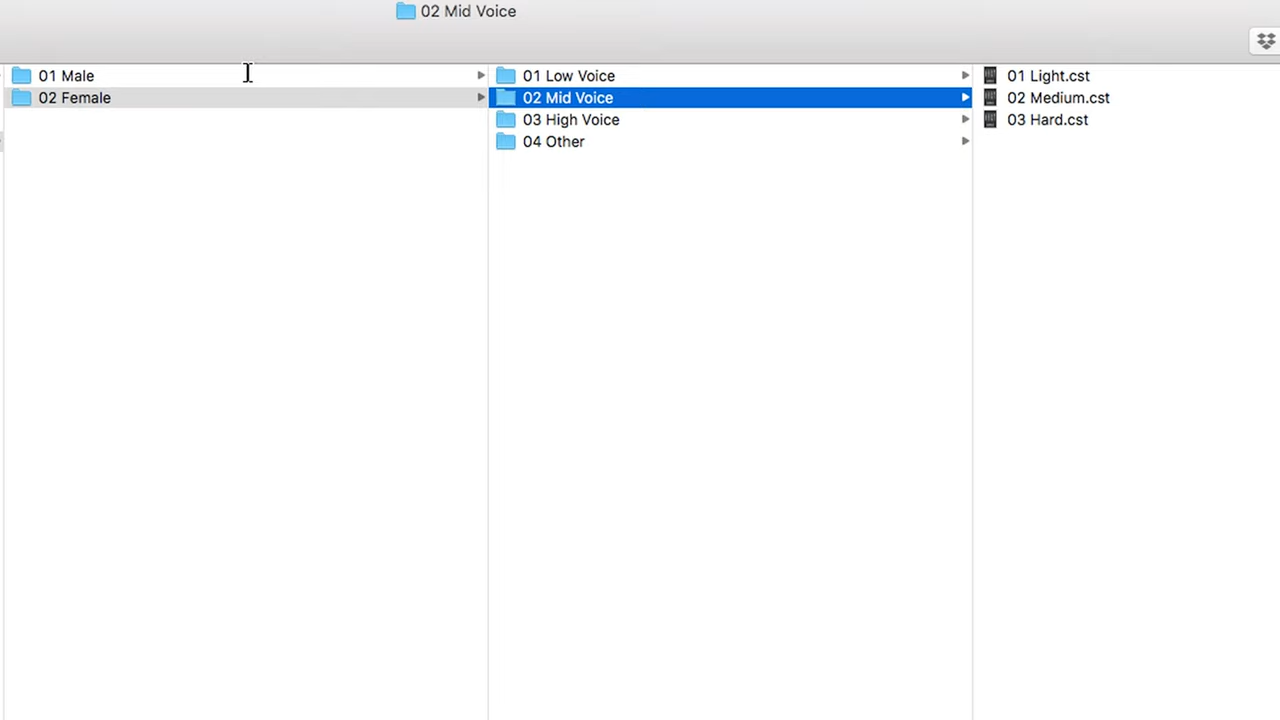 02 Mid Voice
01 Male
02 Female
01 Low Voice
02 Mid Voice
03 High Voice
04 Other
01 Light.cst
02 Medium.cst
03 Hard.cst